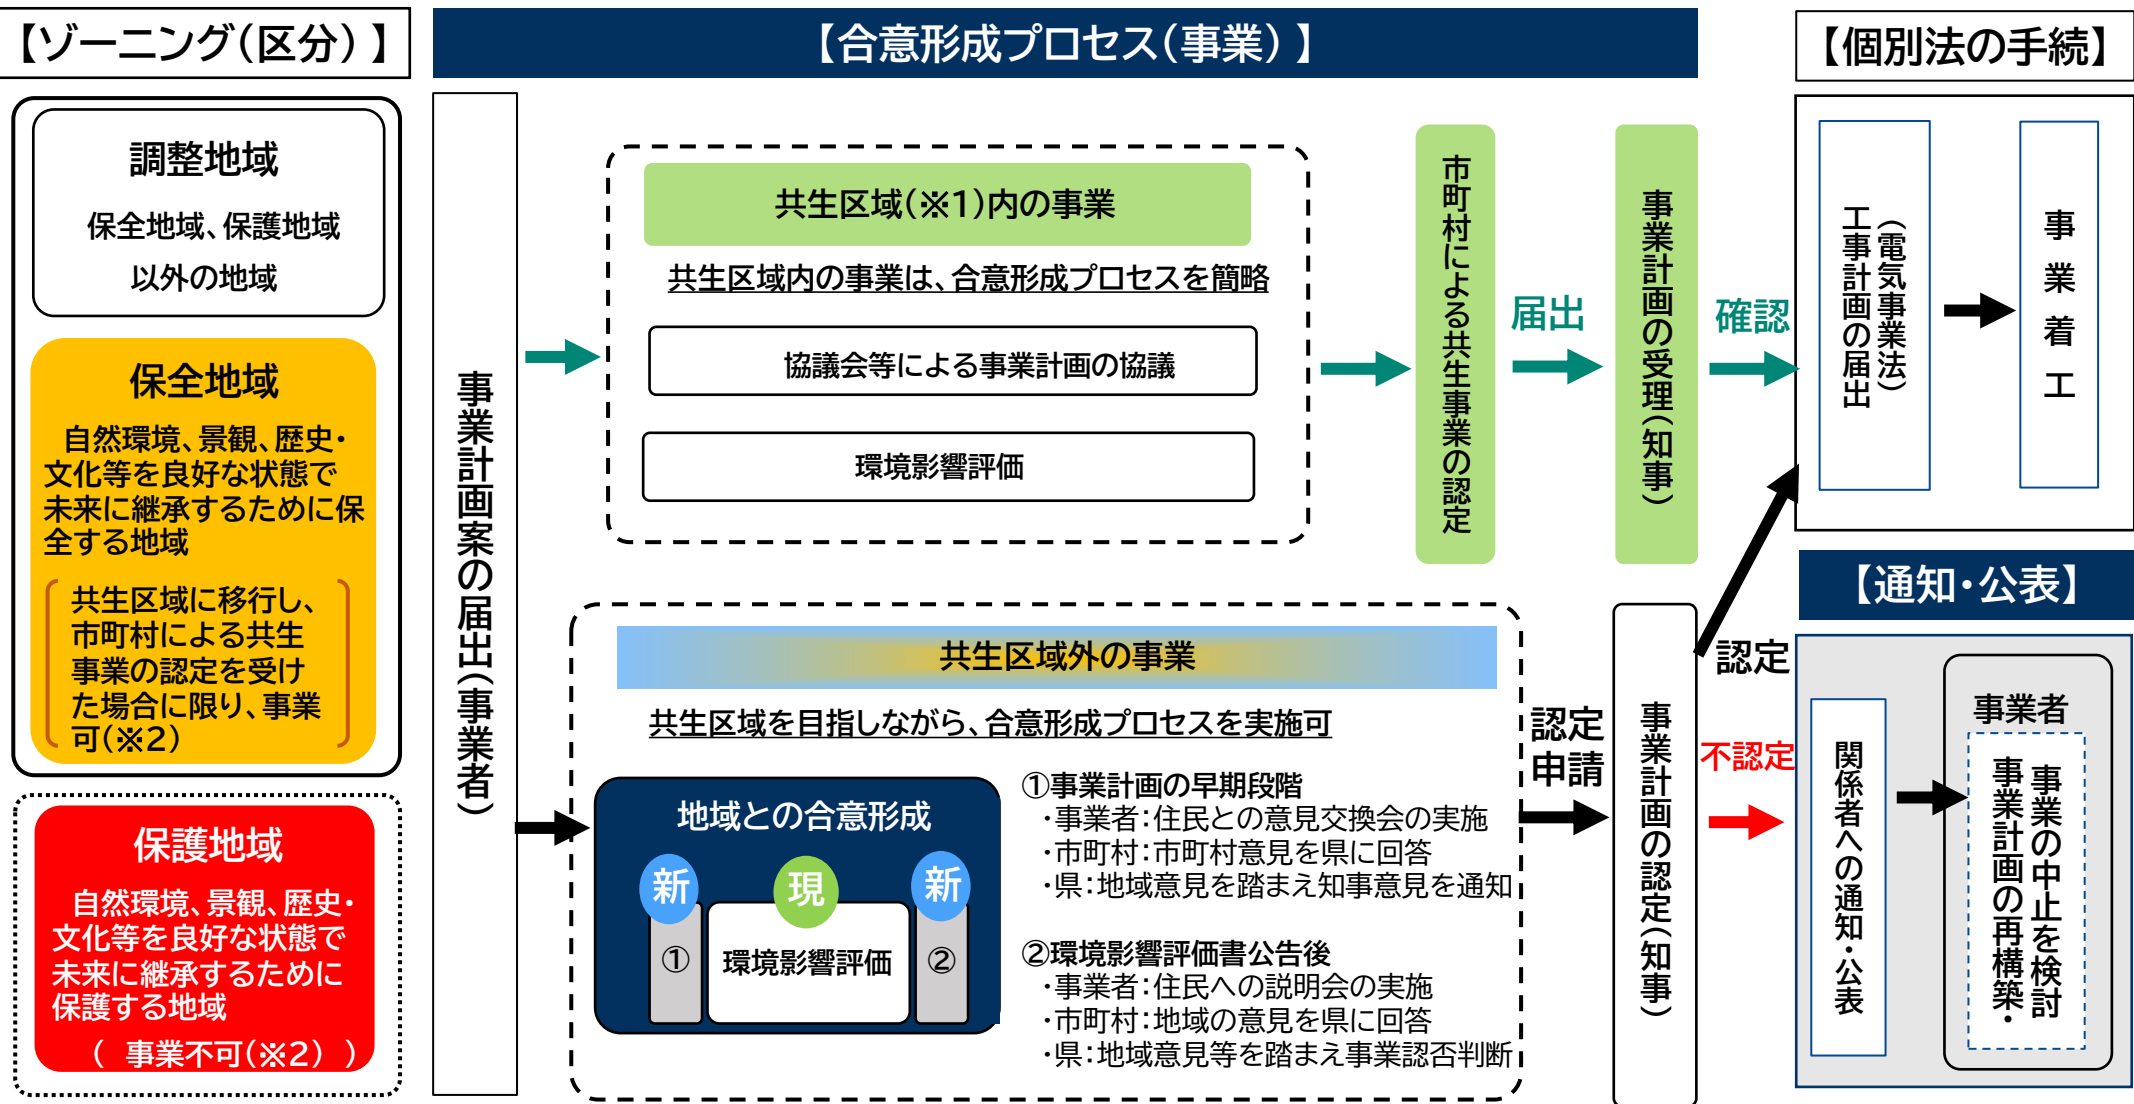 【ゾーニング(区分)】
調整地域
保全地域、保護地域
以外の地域
保全地域
自然環境、景観、歴史・
文化等を良好な状態で
未来に継承するために保
全する地域
共生区域に移行し、
市町村による共生
事業の認定を受け
た場合に限り、事業
可(※2)
保護地域
自然環境、景観、歴史・
文化等を良好な状態で
未来に継承するために
保護する地域
( 事業不可(※2) )
【合意形成プロセス(事業)】
事業計画案の届出(事業者)
共生区域(※1)内の事業
共生区域内の事業は、合意形成プロセスを簡略
協議会等による事業計画の協議
環境影響評価
市町村による共生事業の認定
届出
事業計画の受理(知事)
確認
共生区域外の事業
共生区域を目指しながら、合意形成プロセスを実施可
地域との合意形成
新
現
新
①
環境影響評価
②
①事業計画の早期段階
・事業者:住民との意見交換会の実施
・市町村:市町村意見を県に回答
・県:地域意見を踏まえ知事意見を通知
②環境影響評価書公告後
・事業者:住民への説明会の実施
・市町村:地域の意見を県に回答
・県:地域意見等を踏まえ事業認否判断
認定
申請
事業計画の認定(知事)
認定
不認定
【個別法の手続】
(電気事業法)
工事計画の届出
事業着工
【通知・公表】
関係者への通知・公表
事業者
事業の中止を検討
事業計画の再構築・